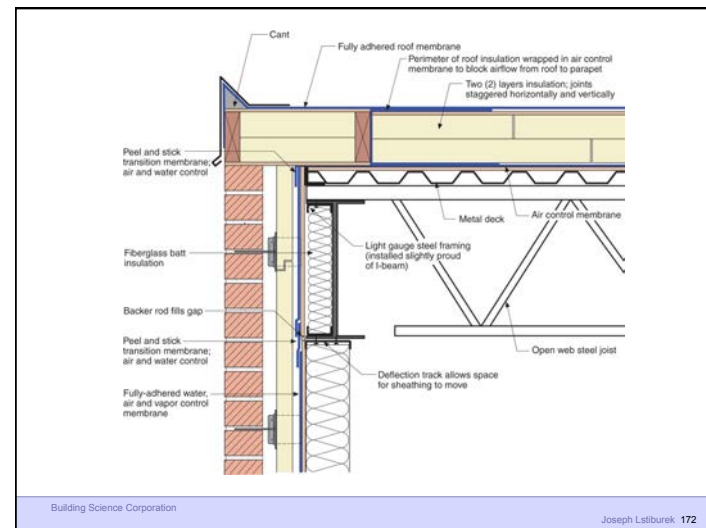 Cant
Fully adhered roof membrane
Perimeter of roof insulation wrapped in air control
membrane to block airflow from roof to parapet
Two (2) layers insulation; joints
staggered horizontally and vertically
Peel and stick
transition membrane;
air and water control
Metal deck
Air control membrane
Fiberglass batt
insulation
Light gauge steel framing
(installed slightly proud
of I-beam)
Backer rod fills gap
Peel and stick
transition membrane;
air and water control
Open web steel joist
Deflection track allows space
for sheathing to move
Fully-adhered water,
air and vapor control
membrane
Building Science Corporation
Joseph Lstiburek 172